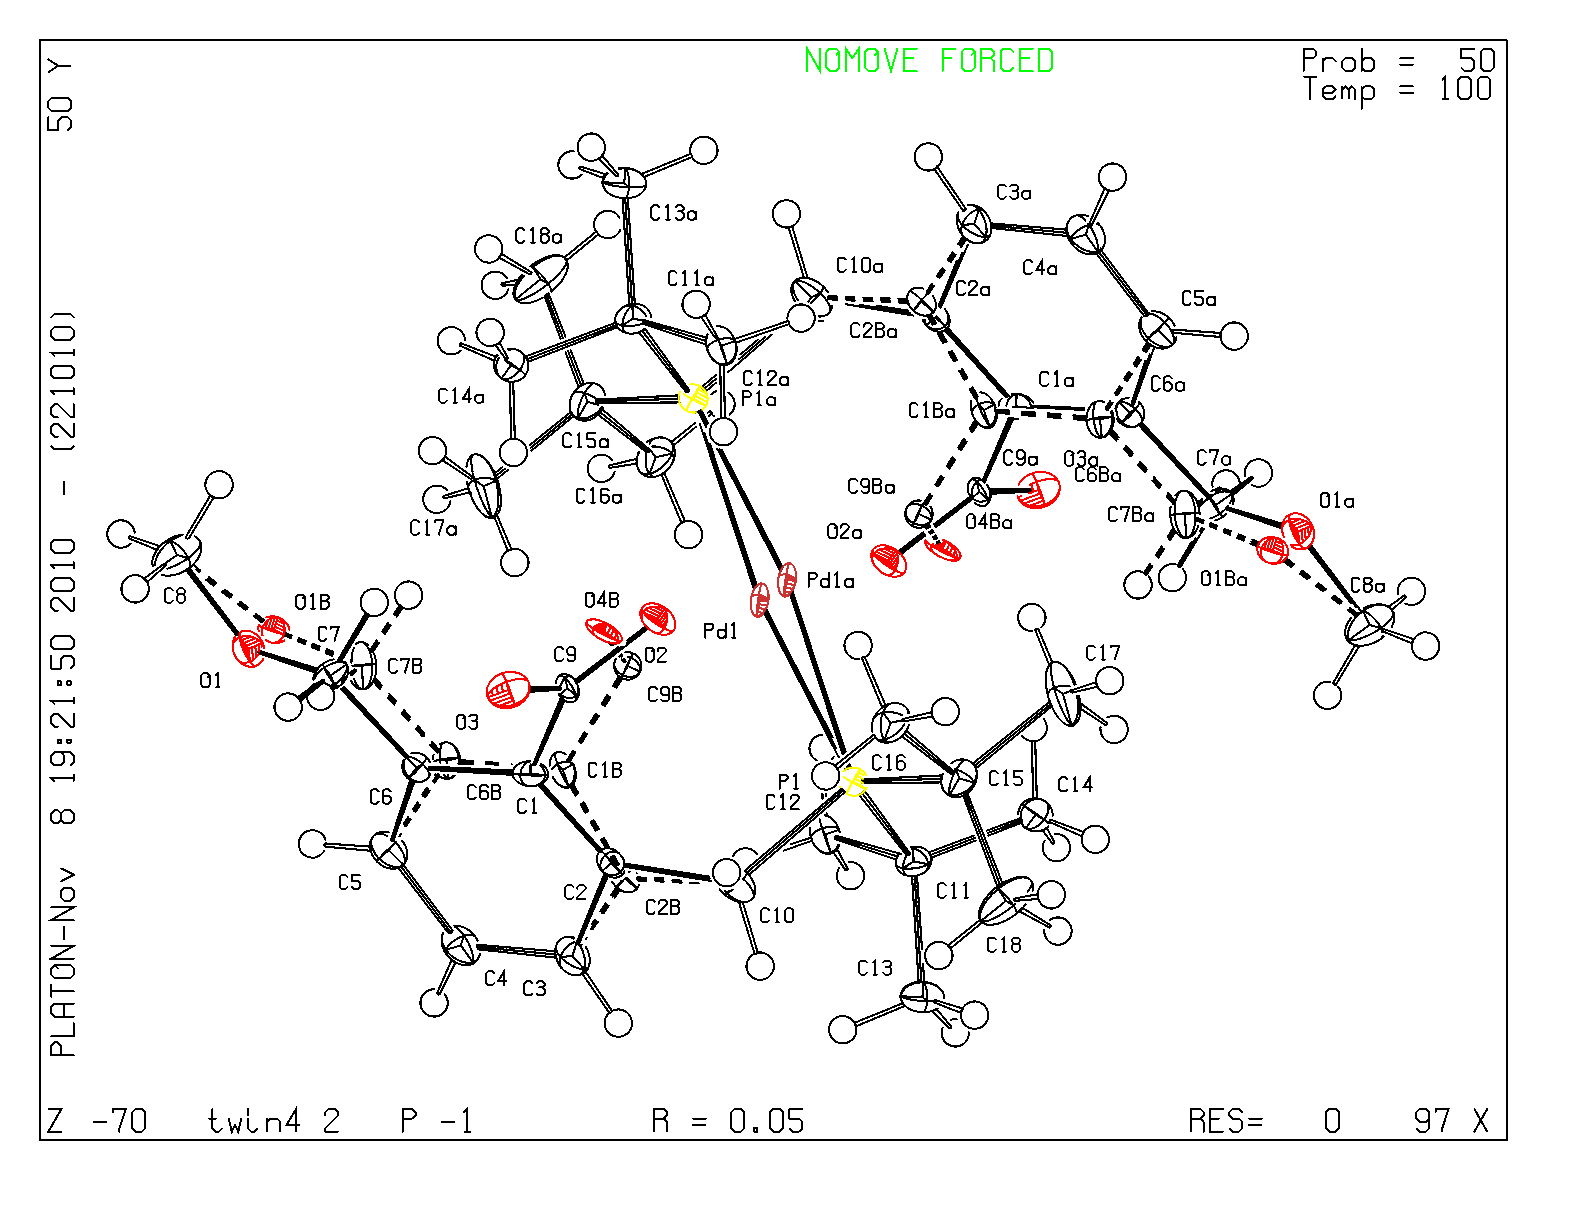 NOMOVE FORCED
Prob = 50
Temp = 100
50 Y
PLATON-Nov 8 19:21:50 2010 - (221010)
C3a
C13a
C18a
C4a
C10a
C11a
C2a
C5a
C2Ba
C12a
C1a
C6a
C14a
P1a
C1Ba
C15a
C9a
O3a
C7a
C6Ba
C9Ba
C16a
O1a
C17a
O2a
O4Ba
C7Ba
Pd1a
O1Ba
C8a
C8
O1B
O4B
C7
Pd1
C7B
C9
O2
C17
O1
C9B
O3
C16
C15
C1B
P1
C6
C6B
C1
C12
C14
C5
C2
C11
C2B
C10
C18
C4
C3
C13
Z -70 twin4 2 P -1 R = 0.05 RES= 0 97 X